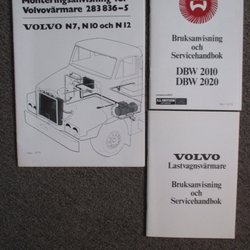 Monteringsanvisning för
Volvovärmare 283 836-5
VOLVO N7, N10 och N12
Bruksanvisning
och
Servicehandbok
DBW 2010
DBW 2020
VOLVO
Lastvagnsvärmare
Bruksanvisning
och
Servicehandbok